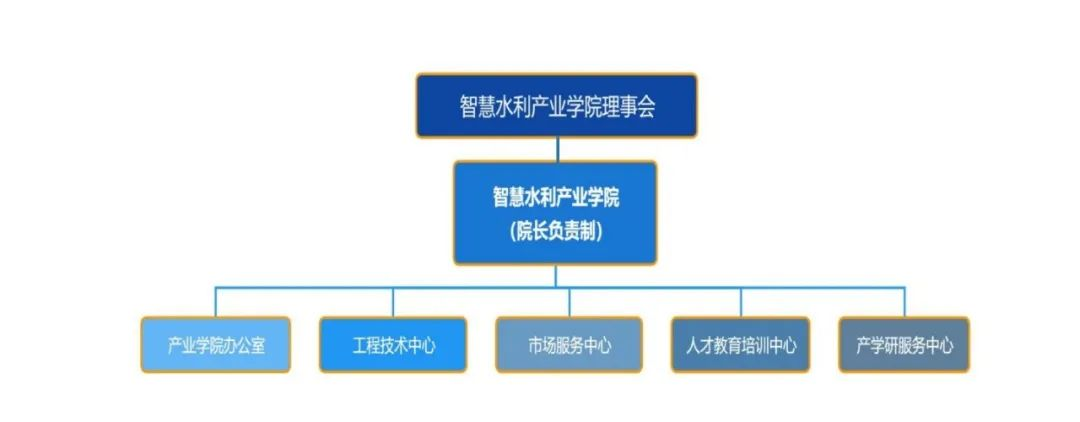 智慧水利产业学院理事会
智慧水利产业学院
（院长负责制）
产业学院办公室
工程技术中心
市场服务中心
人才教育培训中心
产学研服务中心